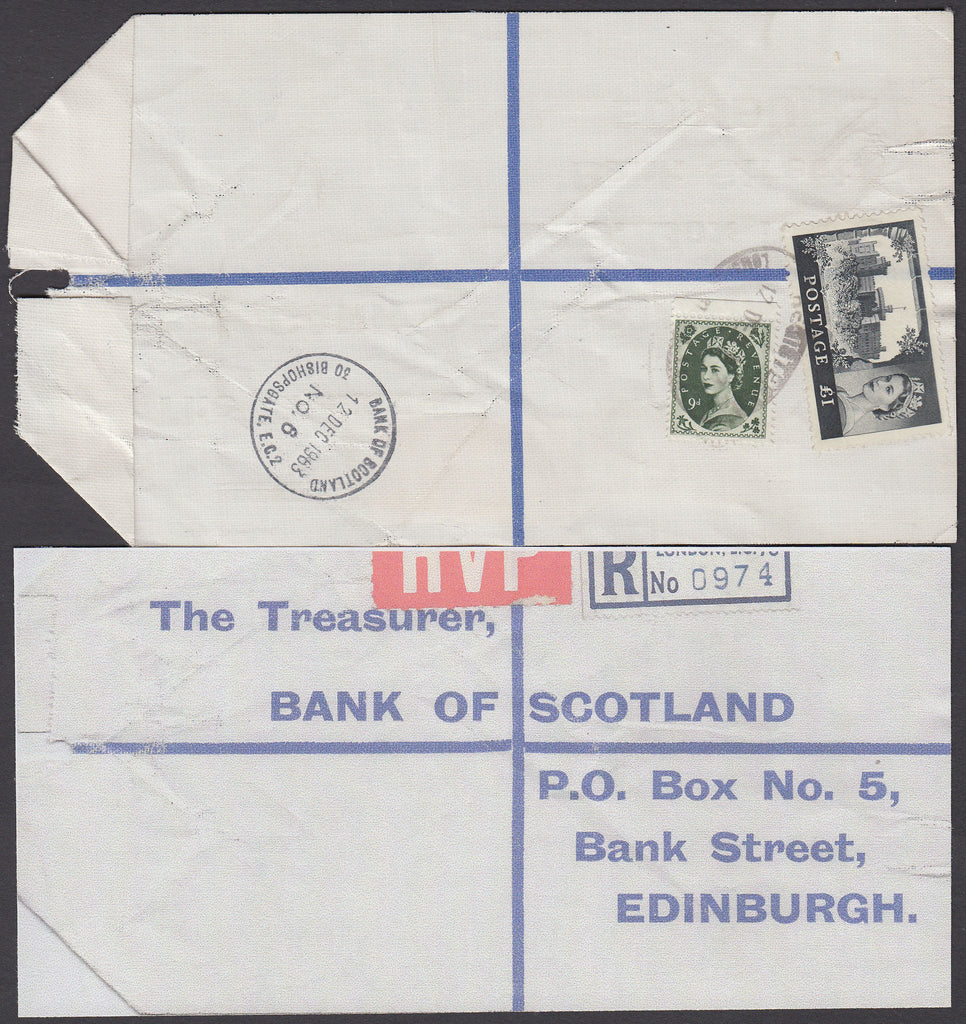 POSTAGE £1
POSTAGE REVENUE
9d
BANK OF SCOTLAND
12 DEC 1963
NO. 6
30 BISHOPSGATE, E.C.2
HVP
R
No 0974
The Treasurer,
BANK OF SCOTLAND
P.O. Box No. 5,
Bank Street,
EDINBURGH.